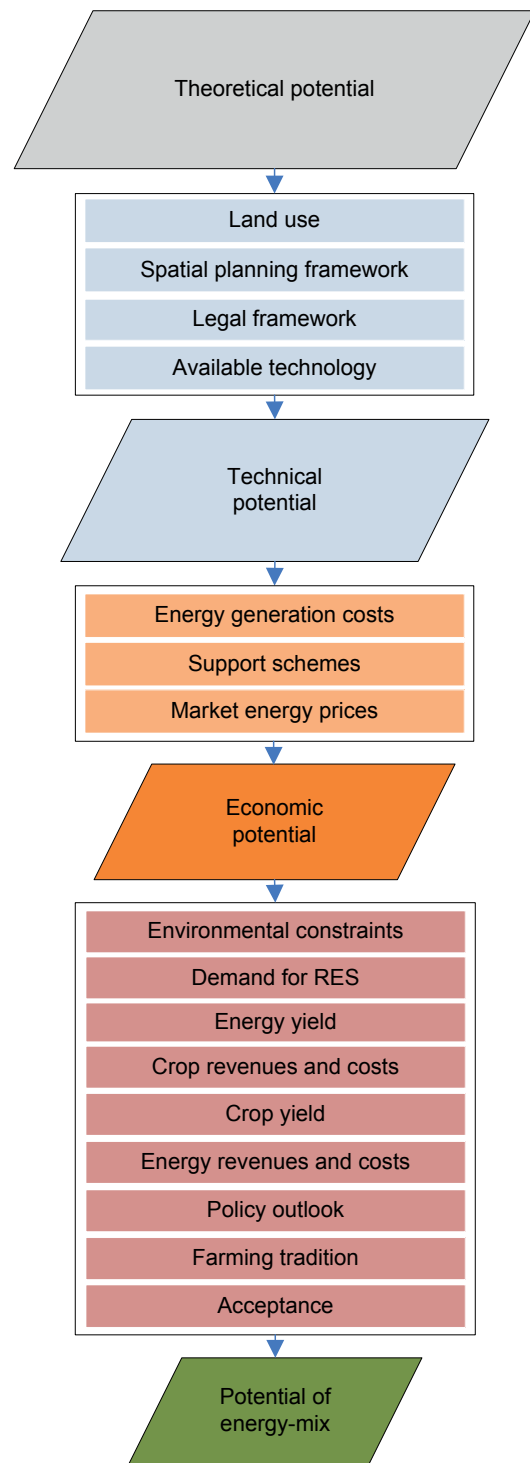 Theoretical potential
Land use
Spatial planning framework
Legal framework
Available technology
Technical
potential
Energy generation costs
Support schemes
Market energy prices
Economic
potential
Environmental constraints
Demand for RES
Energy yield
Crop revenues and costs
Crop yield
Energy revenues and costs
Policy outlook
Farming tradition
Acceptance
Potential of
energy-mix